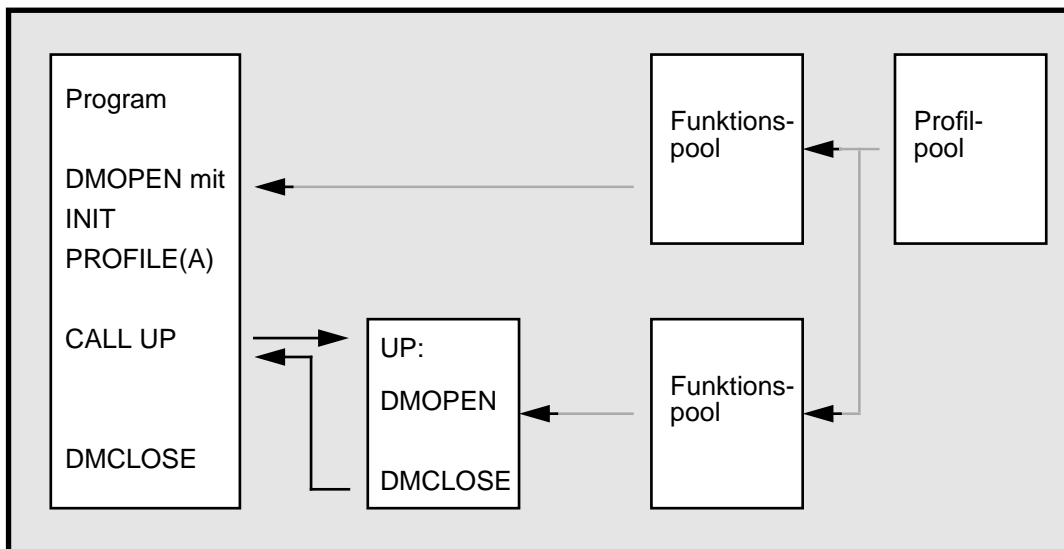 Program
DMOPEN mit
INIT
PROFILE(A)
CALL UP
DMCLOSE
UP:
DMOPEN
DMCLOSE
Funktions-
pool
Profil-
pool
Funktions-
pool